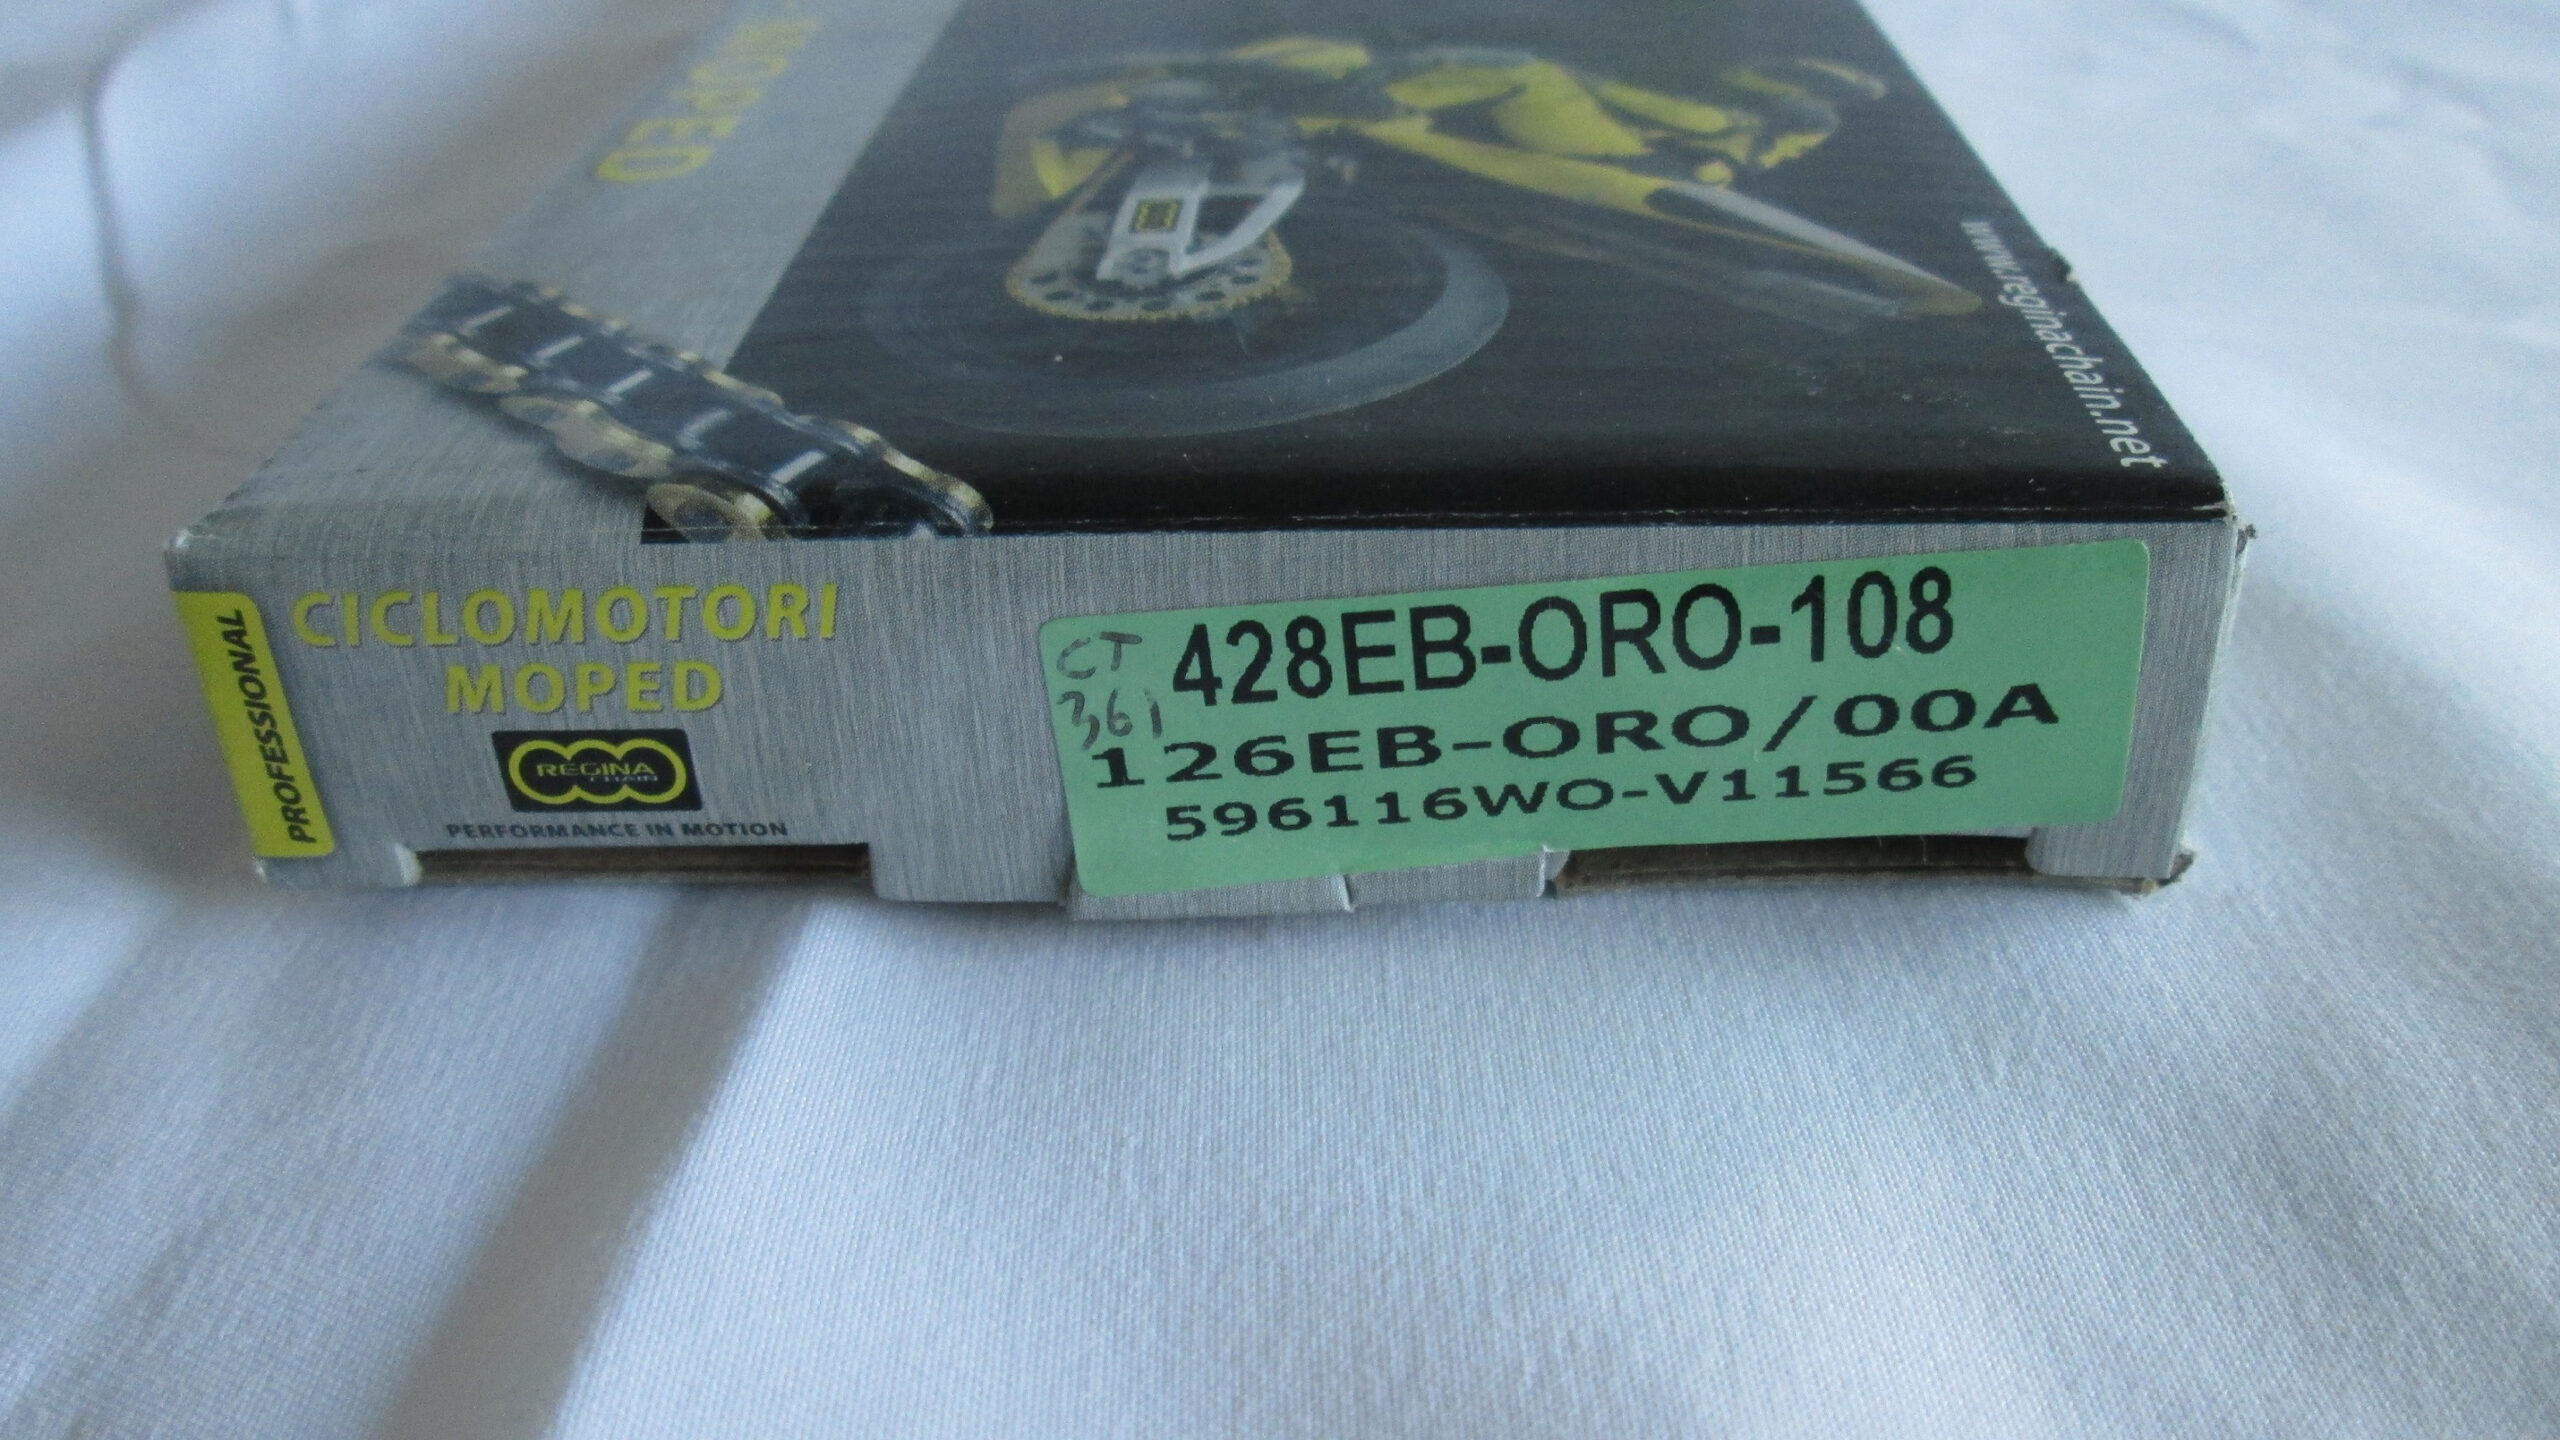 MOPED
www.reginachain.net
PROFESSIONAL
CICLOMOTORI
MOPED
REGINA
CHAIN
PERFORMANCE IN MOTION
CT
361
428EB-ORO-108
126EB-ORO/00A
596116WO-V11566